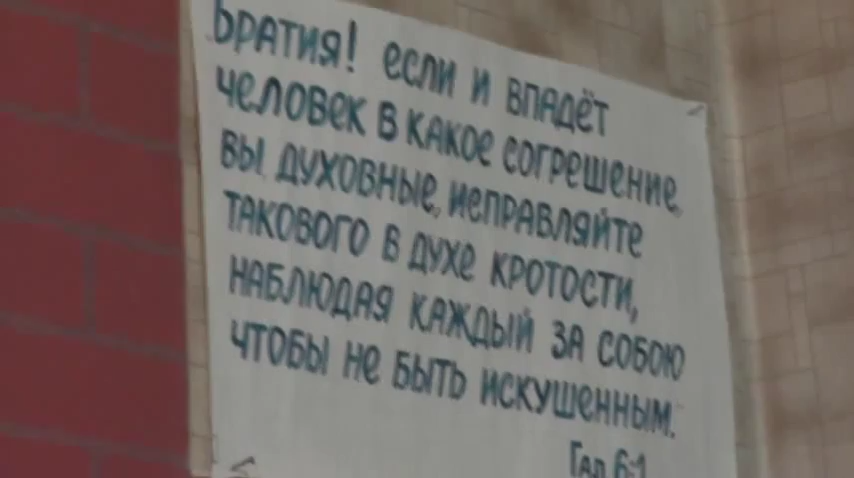 Братия! если и впадёт
человек в какое согрешение,
вы духовные, исправляйте
такового в духе кротости,
наблюдая каждый за собою
чтобы не быть искушенным.
Гал 6:1